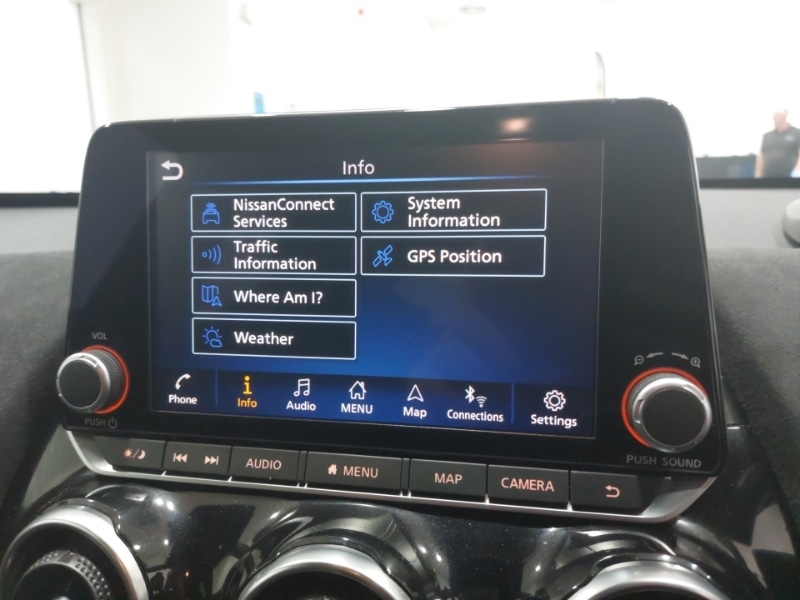 Info
NissanConnect
Services
System
Information
Traffic
Information
GPS Position
Where Am I?
Weather
Phone
Info
Audio
MENU
Map
Connections
Settings
VOL
PUSH
PUSH SOUND
AUDIO
MENU
MAP
CAMERA